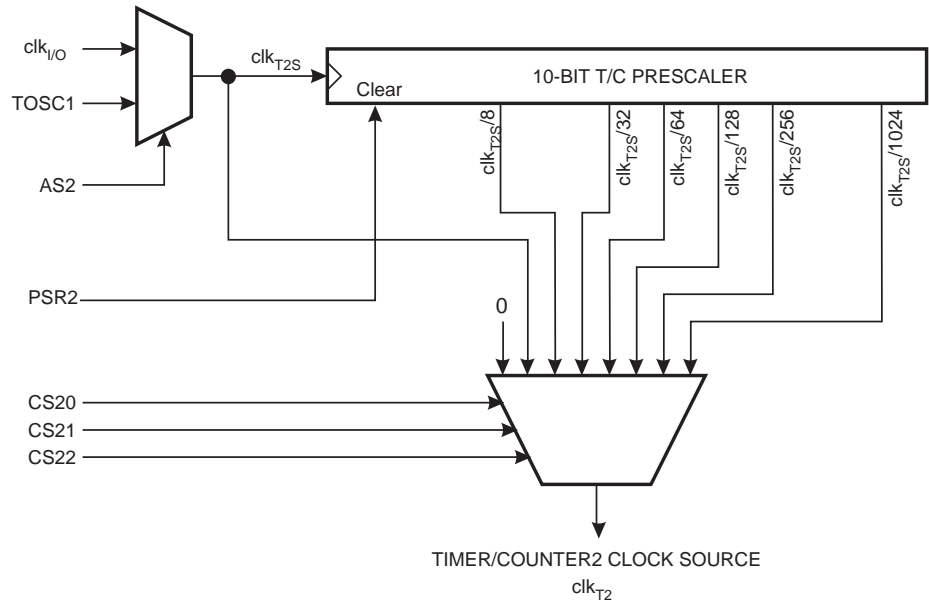 clkI/O
TOSC1
AS2
PSR2
clkT2S
10-BIT T/C PRESCALER
Clear
clkT2S/8
clkT2S/32
clkT2S/64
clkT2S/128
clkT2S/256
clkT2S/1024
0
CS20
CS21
CS22
TIMER/COUNTER2 CLOCK SOURCE
clkT2